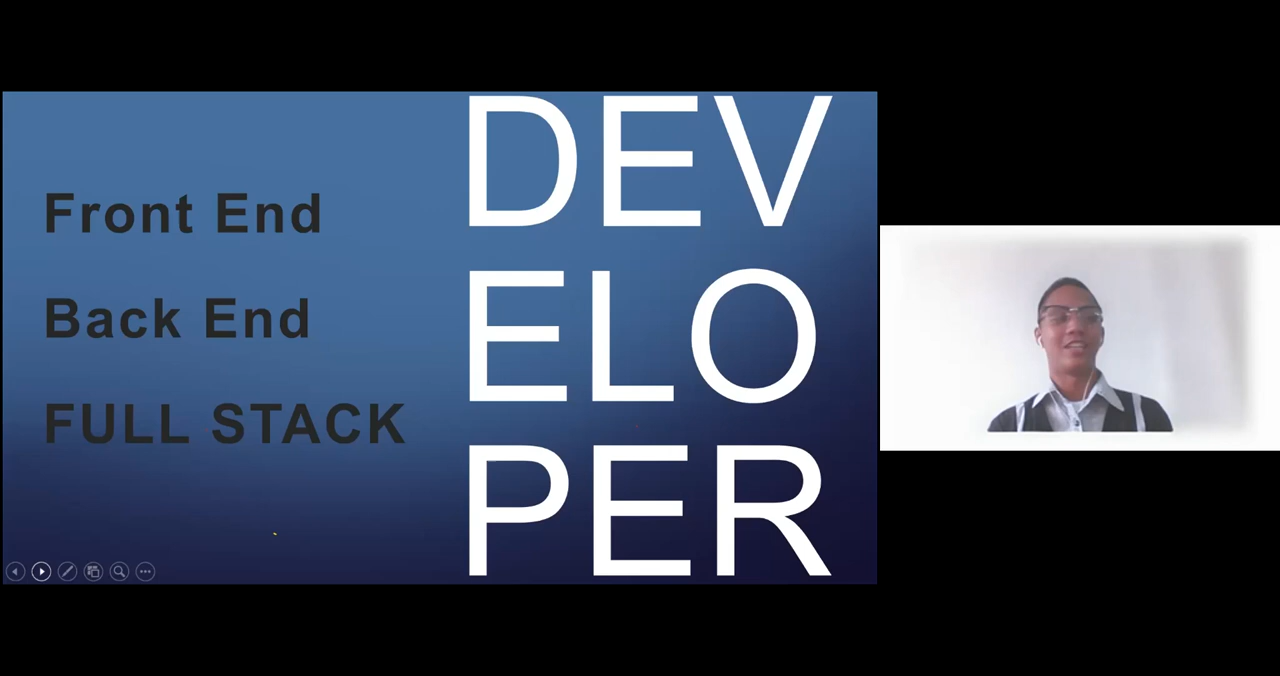 Front End
Back End
FULL STACK
DEV
ELO
PER